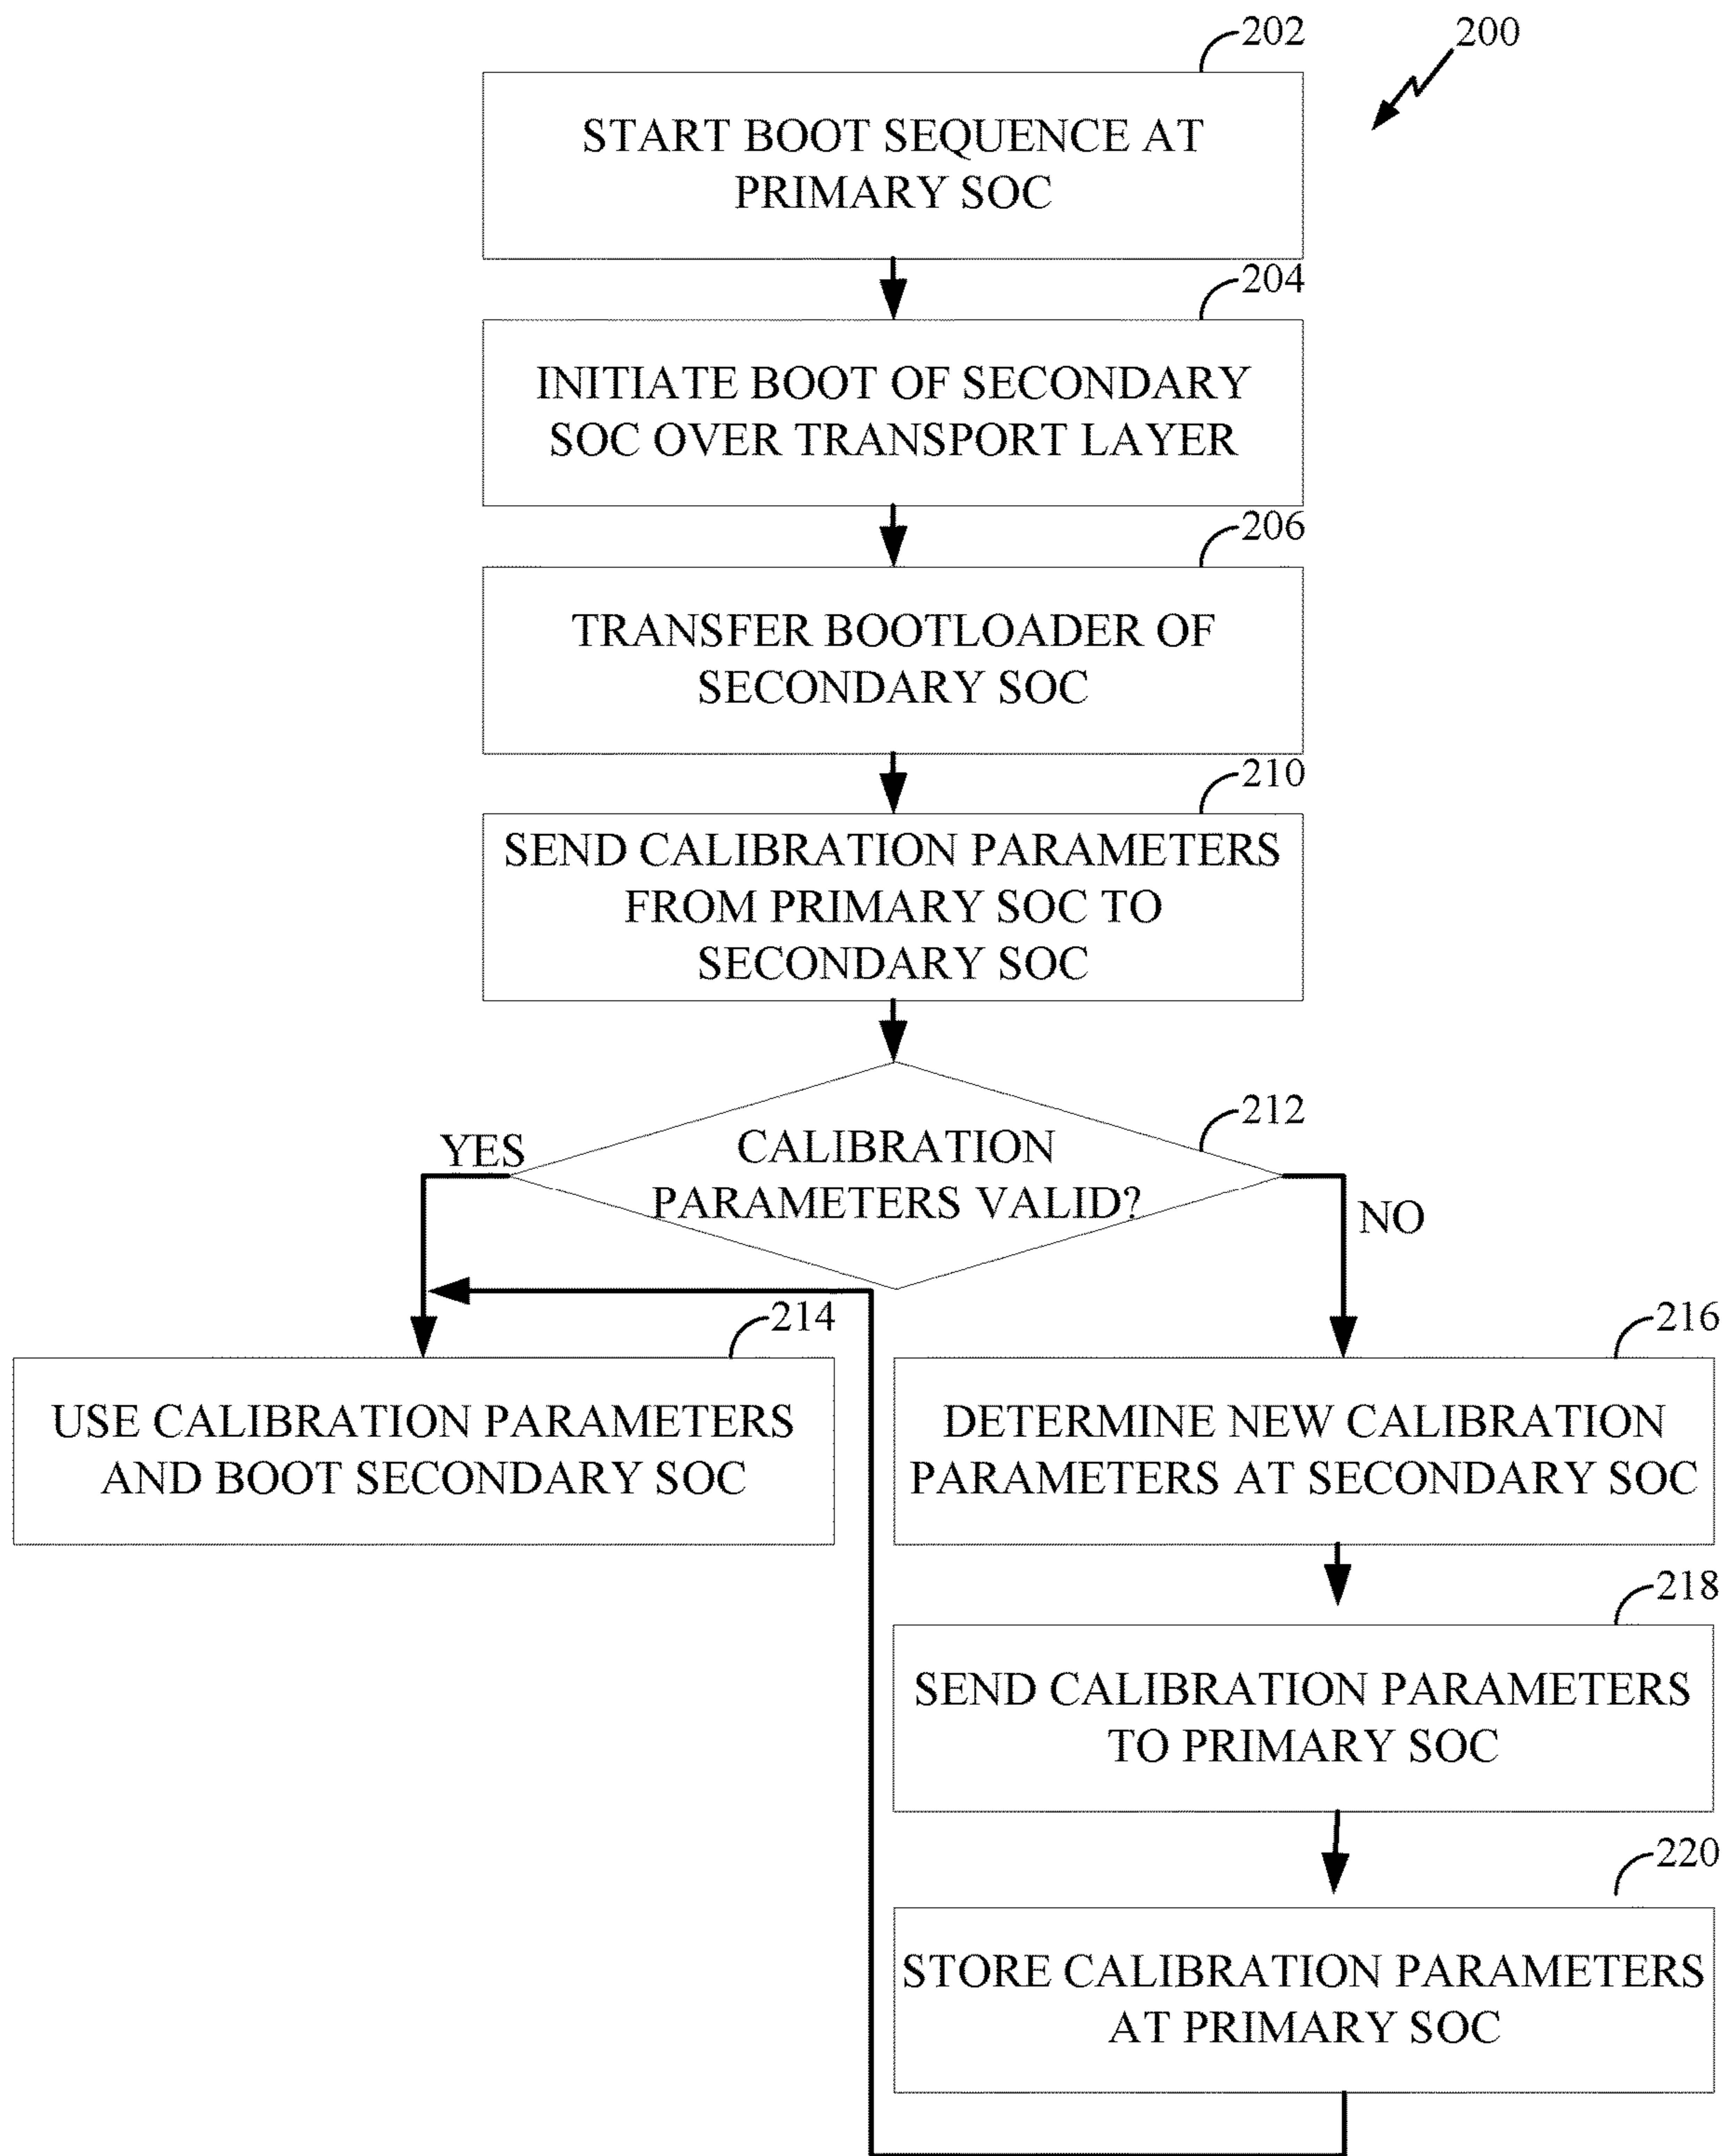 202
200
START BOOT SEQUENCE AT
PRIMARY SOC
204
INITIATE BOOT OF SECONDARY
SOC OVER TRANSPORT LAYER
206
TRANSFER BOOTLOADER OF
SECONDARY SOC
210
SEND CALIBRATION PARAMETERS
FROM PRIMARY SOC TO
SECONDARY SOC
212
YES
CALIBRATION
PARAMETERS VALID?
NO
214
USE CALIBRATION PARAMETERS
AND BOOT SECONDARY SOC
216
DETERMINE NEW CALIBRATION
PARAMETERS AT SECONDARY SOC
218
SEND CALIBRATION PARAMETERS
TO PRIMARY SOC
220
STORE CALIBRATION PARAMETERS
AT PRIMARY SOC